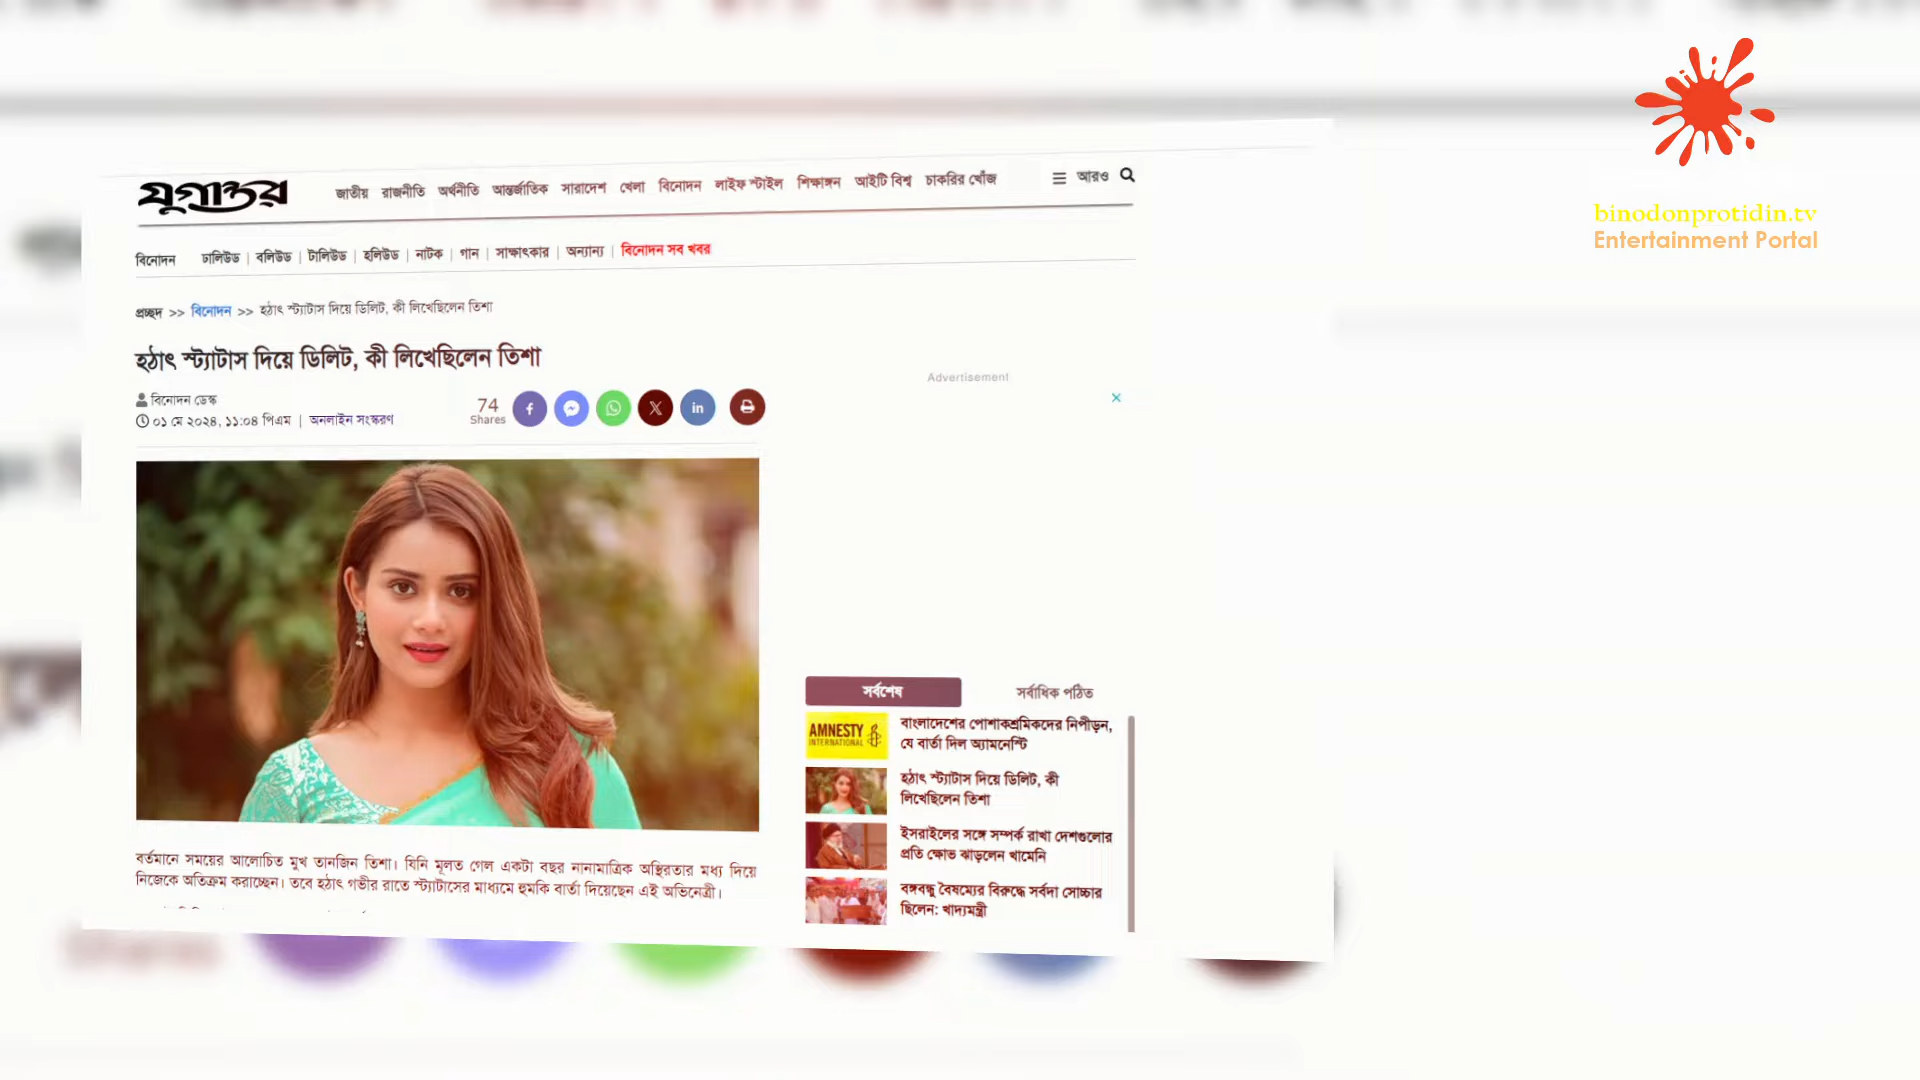 binodonprotidin.tv
Entertainment Portal
যুগান্তর
জাতীয় রাজনীতি অর্থনীতি আন্তর্জাতিক সারাদেশ খেলা বিনোদন লাইফ স্টাইল শিক্ষাঙ্গন আইটি বিশ্ব চাকরির খোঁজ আরও
বিনোদন ঢালিউড | বলিউড | টালিউড | হলিউড | নাটক | গান | সাক্ষাৎকার | অন্যান্য | বিনোদন সব খবর
প্রচ্ছদ >> বিনোদন >> হঠাৎ স্ট্যাটাস দিয়ে ডিলিট, কী লিখেছিলেন তিশা
হঠাৎ স্ট্যাটাস দিয়ে ডিলিট, কী লিখেছিলেন তিশা
বিনোদন ডেস্ক
০১ মে ২০২৪, ১১:০৪ পিএম | অনলাইন সংস্করণ
74
Shares
বর্তমানে সময়ের আলোচিত মুখ তানজিন তিশা। যিনি মূলত গেল একটা বছর নানামাত্রিক অস্থিরতার মধ্য দিয়ে
নিজেকে অতিক্রম করাচ্ছেন। তবে হঠাৎ গভীর রাতে স্ট্যাটাসের মাধ্যমে হুমকি বার্তা দিয়েছেন এই অভিনেত্রী।
Advertisement
সর্বশেষ সর্বাধিক পঠিত
AMNESTY
INTERNATIONAL
বাংলাদেশের পোশাকশ্রমিকদের নিপীড়ন,
যে বার্তা দিল অ্যামনেস্টি
হঠাৎ স্ট্যাটাস দিয়ে ডিলিট, কী
লিখেছিলেন তিশা
ইসরাইলের সঙ্গে সম্পর্ক রাখা দেশগুলোর
প্রতি ক্ষোভ ঝাড়লেন খামেনি
বঙ্গবন্ধু বৈষম্যের বিরুদ্ধে সর্বদা সোচ্চার
ছিলেন: খাদ্যমন্ত্রী